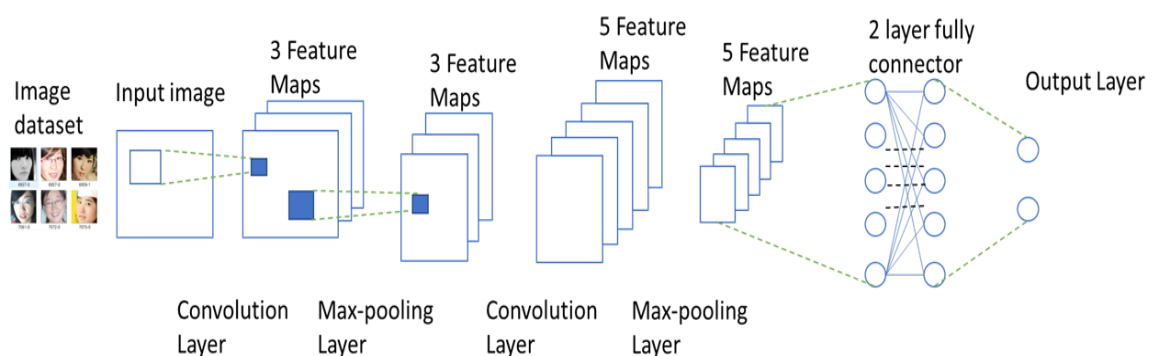 Image
dataset
Input image
3 Feature
Maps
3 Feature
Maps
5 Feature
Maps
5 Feature
Maps
2 layer fully
connector
Output Layer
Convolution
Layer
Max-pooling
Layer
Convolution
Layer
Max-pooling
Layer